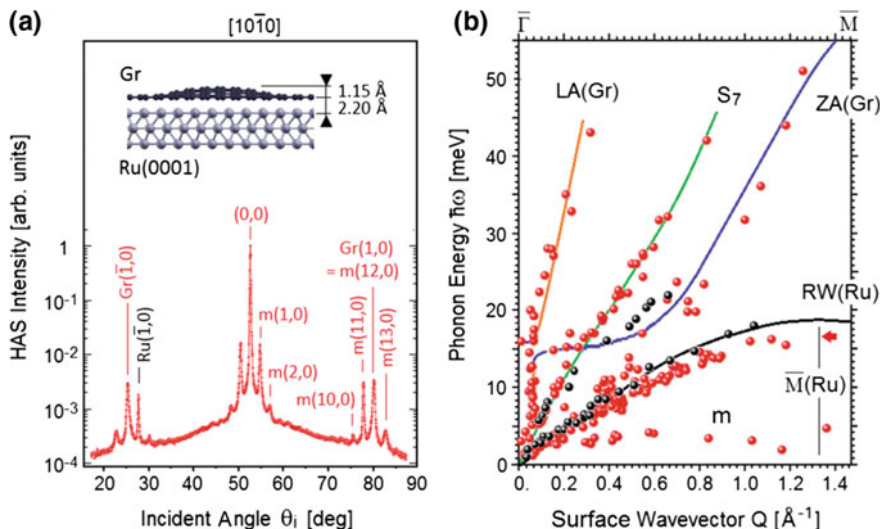 (a)
[10Ī0]
Gr
1.15 Å
2.20 Å
Ru(0001)
HAS Intensity [arb. units]
1
10⁻¹
10⁻²
10⁻³
10⁻⁴
Gr(1̄,0)
Ru(1̄,0)
(0,0)
m(1,0)
m(2,0)
m(10,0)
Gr(1,0)
= m(12,0)
m(11,0)
m(13,0)
20 30 40 50 60 70 80 90
Incident Angle θᵢ [deg]
(b)
Γ̄
M̄
LA(Gr)
S₇
ZA(Gr)
RW(Ru)
M̄(Ru)
m
Phonon Energy ħω [meV]
50
40
30
20
10
0
0. 0.2 0.4 0.6 0.8 1.0 1.2 1.4
Surface Wavevector Q [Å⁻¹]